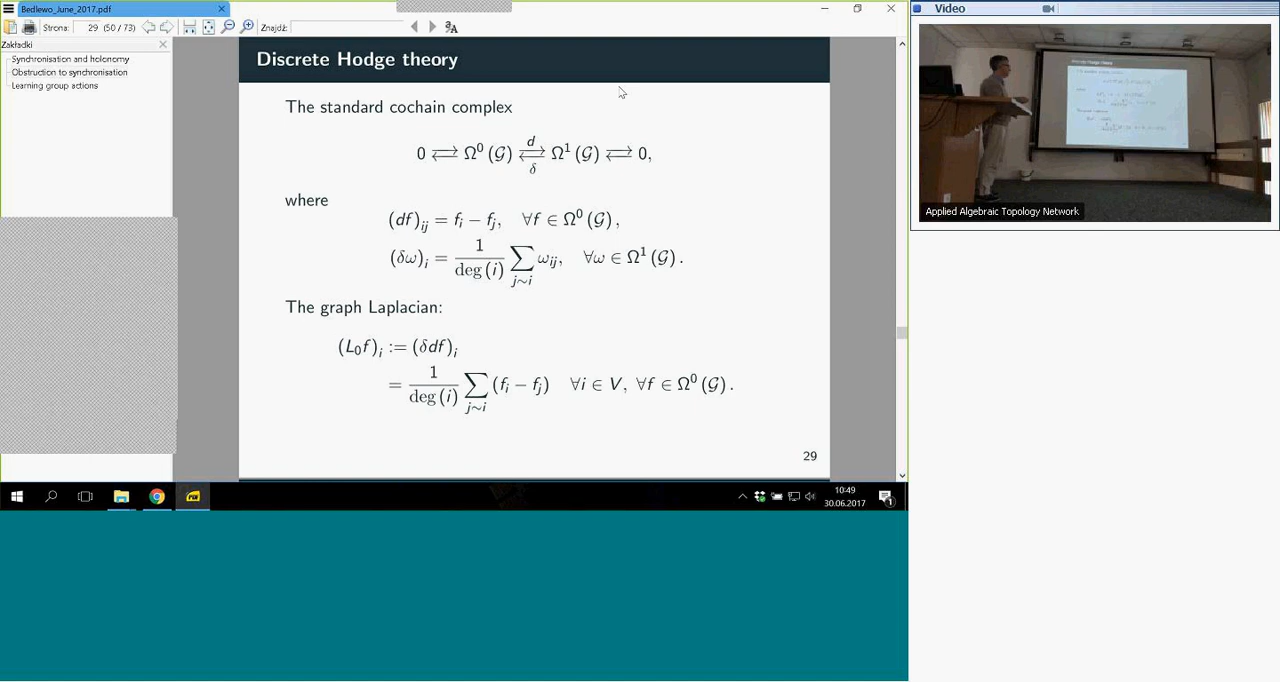 Bedlewo_June_2017.pdf
Strona: 29 (50 / 73) Znajdź:
Zakładki
Synchronisation and holonomy
Obstruction to synchronisation
Learning group actions
Discrete Hodge theory
The standard cochain complex
0 ⇄ Ω⁰ (𝒢) ⇄ Ω¹ (𝒢) ⇄ 0,
d
δ
where
(df)ᵢⱼ = fᵢ − fⱼ, ∀f ∈ Ω⁰ (𝒢),
(δω)ᵢ = 1/deg (i) ∑_{j∼i} ωᵢⱼ, ∀ω ∈ Ω¹ (𝒢).
The graph Laplacian:
(L₀f)ᵢ := (δdf)ᵢ
= 1/deg (i) ∑_{j∼i} (fᵢ − fⱼ) ∀i ∈ V, ∀f ∈ Ω⁰ (𝒢).
29
10:49
30.06.2017
Video
Discrete Hodge theory
Applied Algebraic Topology Network